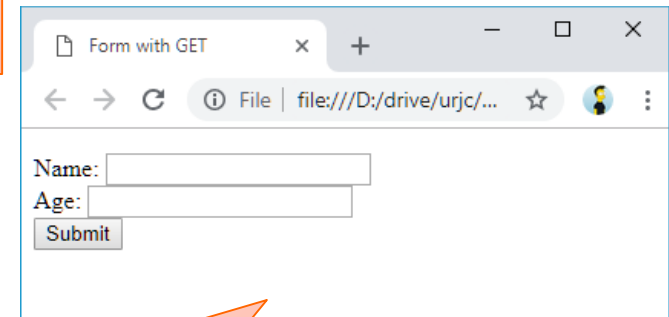 Form with GET
File | file:///D:/drive/urjc/...
Name:
Age:
Submit